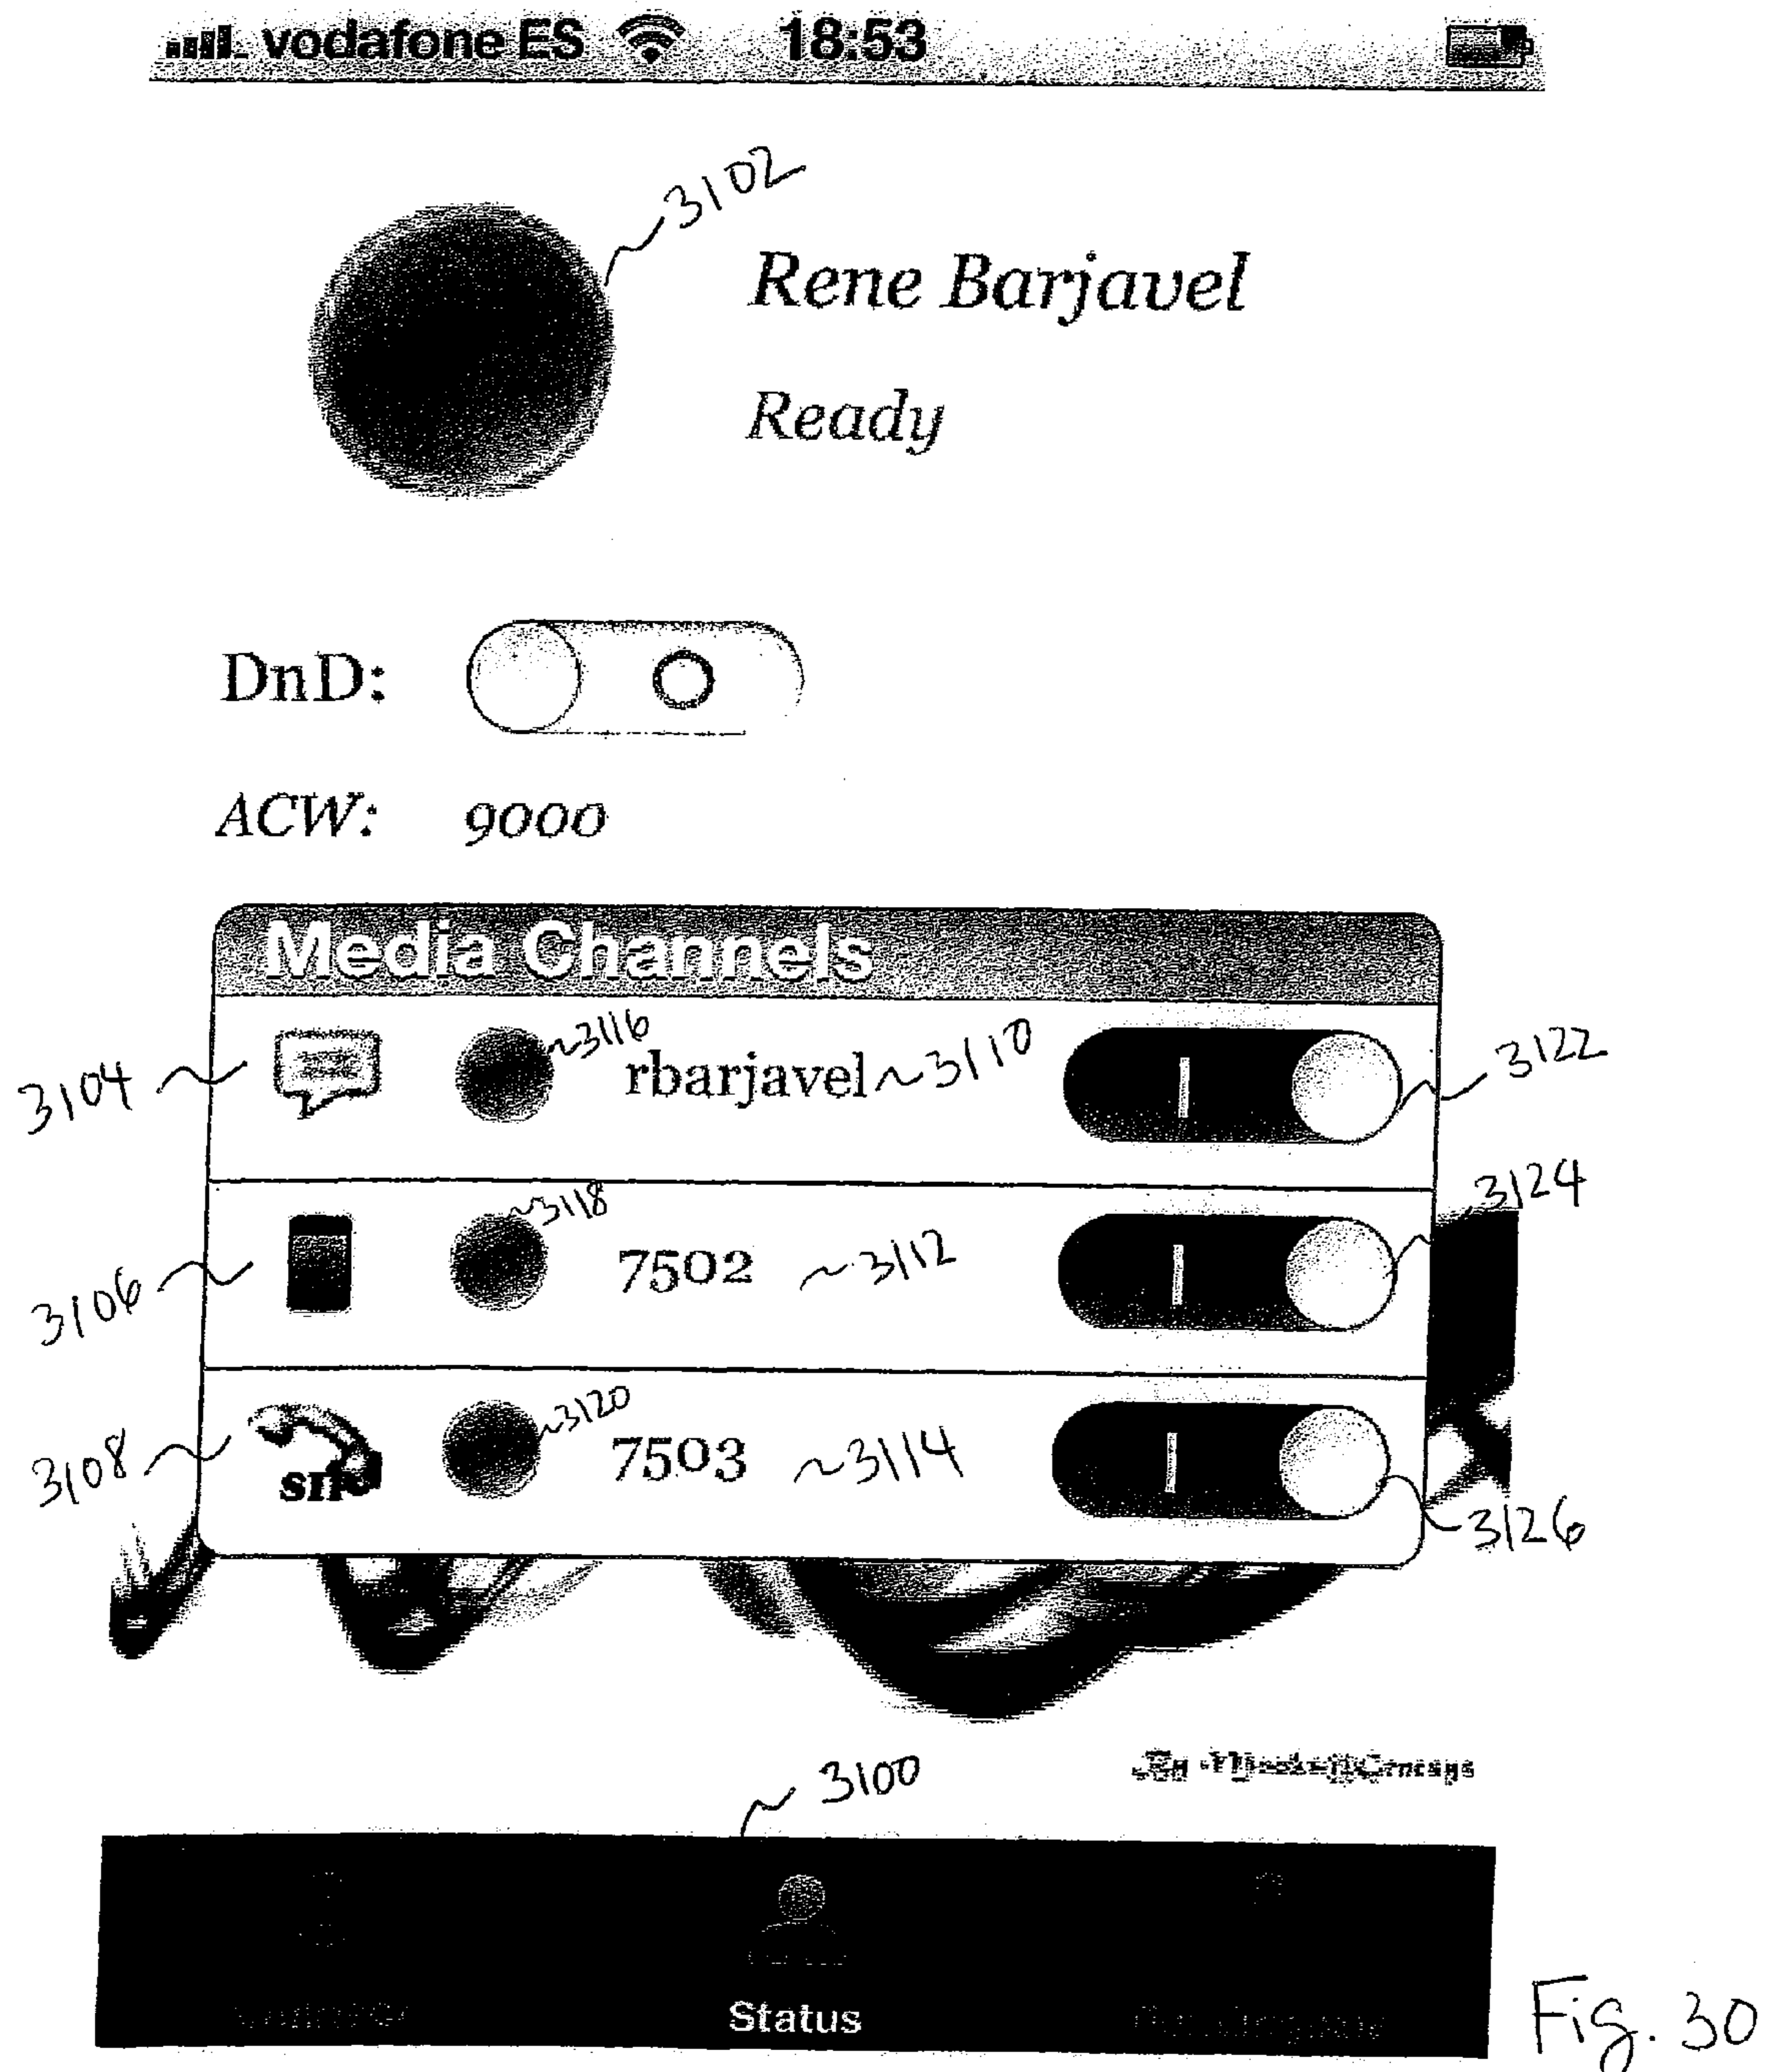 vodafone ES 18:53
3102
Rene Barjavel
Ready
DnD:
ACW: 9000
Media Channels
3104 3116 rbarjavel 3110 3122
3106 3118 7502 3112 3124
3108 3120 7503 3114 3126
3100
Status
Fig. 30